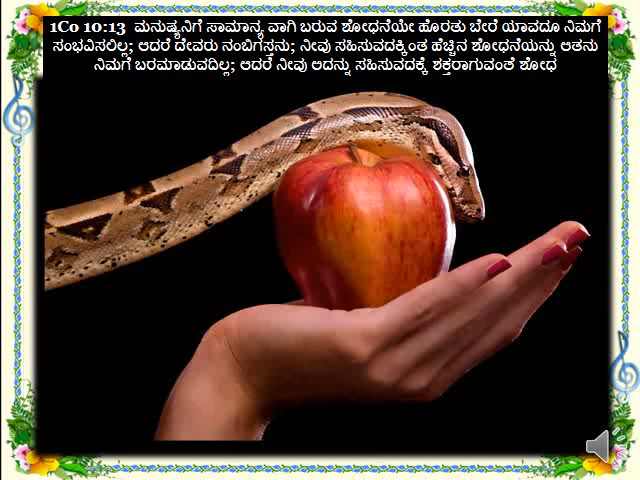 1Co 10:13 ಮನುಷ್ಯನಿಗೆ ಸಾಮಾನ್ಯ ವಾಗಿ ಬರುವ ಶೋಧನೆಯೇ ಹೊರತು ಬೇರೆ ಯಾವದೂ ನಿಮಗೆ
ಸಂಭವಿಸಲಿಲ್ಲ; ಆದರೆ ದೇವರು ನಂಬಿಗಸ್ತನು; ನೀವು ಸಹಿಸುವದಕ್ಕಿಂತ ಹೆಚ್ಚಿನ ಶೋಧನೆಯನ್ನು ಆತನು
ನಿಮಗೆ ಬರಮಾಡುವದಿಲ್ಲ; ಆದರೆ ನೀವು ಅದನ್ನು ಸಹಿಸುವದಕ್ಕೆ ಶಕ್ತರಾಗುವಂತೆ ಶೋಧ